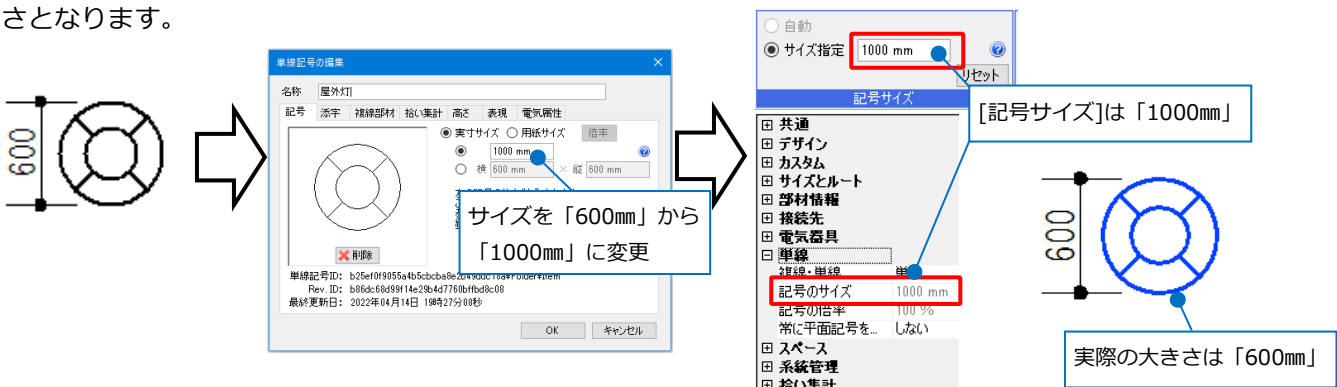 さとなります。
600
単線記号の編集
名称 屋外灯
記号 添字 複線部材 拾い集計 高さ 表現 電気属性
実寸サイズ 用紙サイズ 倍率
1000 mm
横 600 mm × 縦 600 mm
削除
サイズを「600㎜」から
「1000㎜」に変更
単線記号ID:
Rev. ID: b86dc68d99f14e29b4d7760bffbd8c08
最終更新日: 2022年04月14日 19時27分08秒
OK キャンセル
自動
サイズ指定 1000 mm
リセット
記号サイズ
[記号サイズ]は「1000㎜」
共通
デザイン
カスタム
サイズとルート
部材情報
接続先
電気器具
単線
複線・単線
記号のサイズ 1000 mm
記号の倍率 100 %
常に平面記号を... しない
スペース
系統管理
拾い集計
600
実際の大きさは「600㎜」